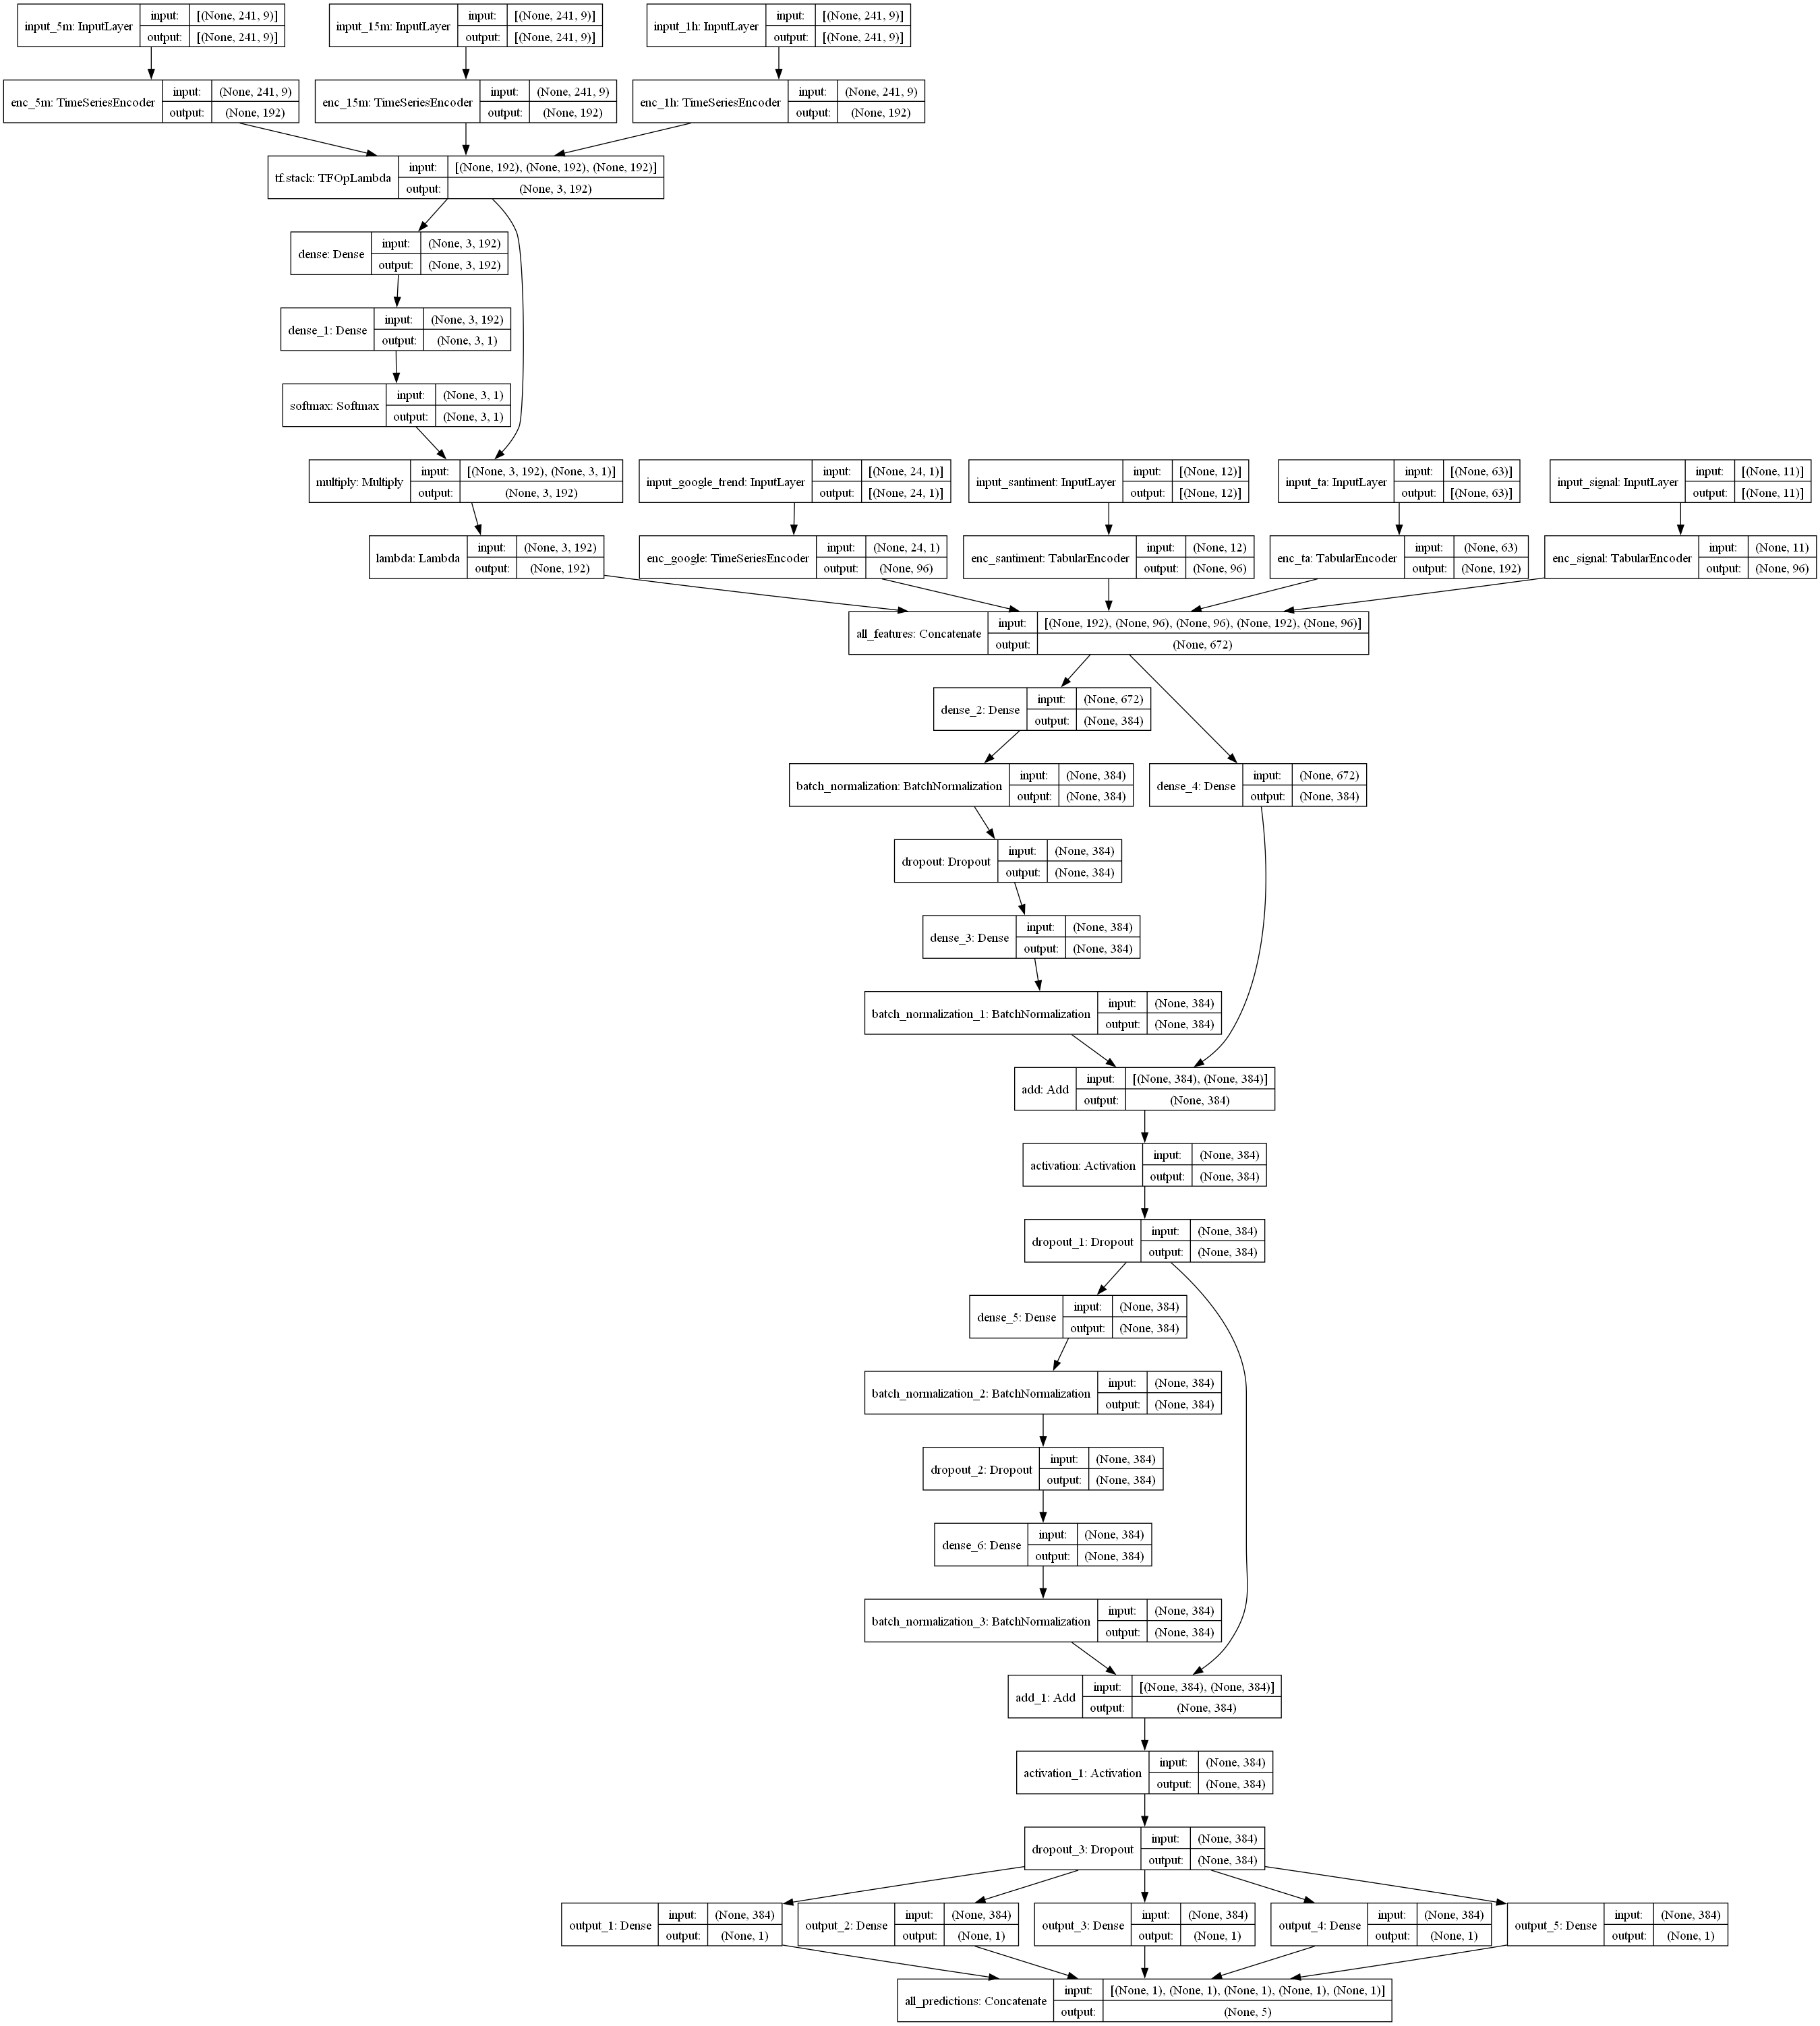 input_5m: InputLayer
input:
[(None, 241, 9)]
output:
[(None, 241, 9)]
input_15m: InputLayer
input:
[(None, 241, 9)]
output:
[(None, 241, 9)]
input_1h: InputLayer
input:
[(None, 241, 9)]
output:
[(None, 241, 9)]
enc_5m: TimeSeriesEncoder
input:
(None, 241, 9)
output:
(None, 192)
enc_15m: TimeSeriesEncoder
input:
(None, 241, 9)
output:
(None, 192)
enc_1h: TimeSeriesEncoder
input:
(None, 241, 9)
output:
(None, 192)
tf.stack: TFOpLambda
input:
[(None, 192), (None, 192), (None, 192)]
output:
(None, 3, 192)
dense: Dense
input:
(None, 3, 192)
output:
(None, 3, 192)
dense_1: Dense
input:
(None, 3, 192)
output:
(None, 3, 1)
softmax: Softmax
input:
(None, 3, 1)
output:
(None, 3, 1)
multiply: Multiply
input:
[(None, 3, 192), (None, 3, 1)]
output:
(None, 3, 192)
input_google_trend: InputLayer
input:
[(None, 24, 1)]
output:
[(None, 24, 1)]
input_santiment: InputLayer
input:
[(None, 12)]
output:
[(None, 12)]
input_ta: InputLayer
input:
[(None, 63)]
output:
[(None, 63)]
input_signal: InputLayer
input:
[(None, 11)]
output:
[(None, 11)]
lambda: Lambda
input:
(None, 3, 192)
output:
(None, 192)
enc_google: TimeSeriesEncoder
input:
(None, 24, 1)
output:
(None, 96)
enc_santiment: TabularEncoder
input:
(None, 12)
output:
(None, 96)
enc_ta: TabularEncoder
input:
(None, 63)
output:
(None, 192)
enc_signal: TabularEncoder
input:
(None, 11)
output:
(None, 96)
all_features: Concatenate
input:
[(None, 192), (None, 96), (None, 96), (None, 192), (None, 96)]
output:
(None, 672)
dense_2: Dense
input:
(None, 672)
output:
(None, 384)
batch_normalization: BatchNormalization
input:
(None, 384)
output:
(None, 384)
dense_4: Dense
input:
(None, 672)
output:
(None, 384)
dropout: Dropout
input:
(None, 384)
output:
(None, 384)
dense_3: Dense
input:
(None, 384)
output:
(None, 384)
batch_normalization_1: BatchNormalization
input:
(None, 384)
output:
(None, 384)
add: Add
input:
[(None, 384), (None, 384)]
output:
(None, 384)
activation: Activation
input:
(None, 384)
output:
(None, 384)
dropout_1: Dropout
input:
(None, 384)
output:
(None, 384)
dense_5: Dense
input:
(None, 384)
output:
(None, 384)
batch_normalization_2: BatchNormalization
input:
(None, 384)
output:
(None, 384)
dropout_2: Dropout
input:
(None, 384)
output:
(None, 384)
dense_6: Dense
input:
(None, 384)
output:
(None, 384)
batch_normalization_3: BatchNormalization
input:
(None, 384)
output:
(None, 384)
add_1: Add
input:
[(None, 384), (None, 384)]
output:
(None, 384)
activation_1: Activation
input:
(None, 384)
output:
(None, 384)
dropout_3: Dropout
input:
(None, 384)
output:
(None, 384)
output_1: Dense
input:
(None, 384)
output:
(None, 1)
output_2: Dense
input:
(None, 384)
output:
(None, 1)
output_3: Dense
input:
(None, 384)
output:
(None, 1)
output_4: Dense
input:
(None, 384)
output:
(None, 1)
output_5: Dense
input:
(None, 384)
output:
(None, 1)
all_predictions: Concatenate
input:
[(None, 1), (None, 1), (None, 1), (None, 1), (None, 1)]
output:
(None, 5)